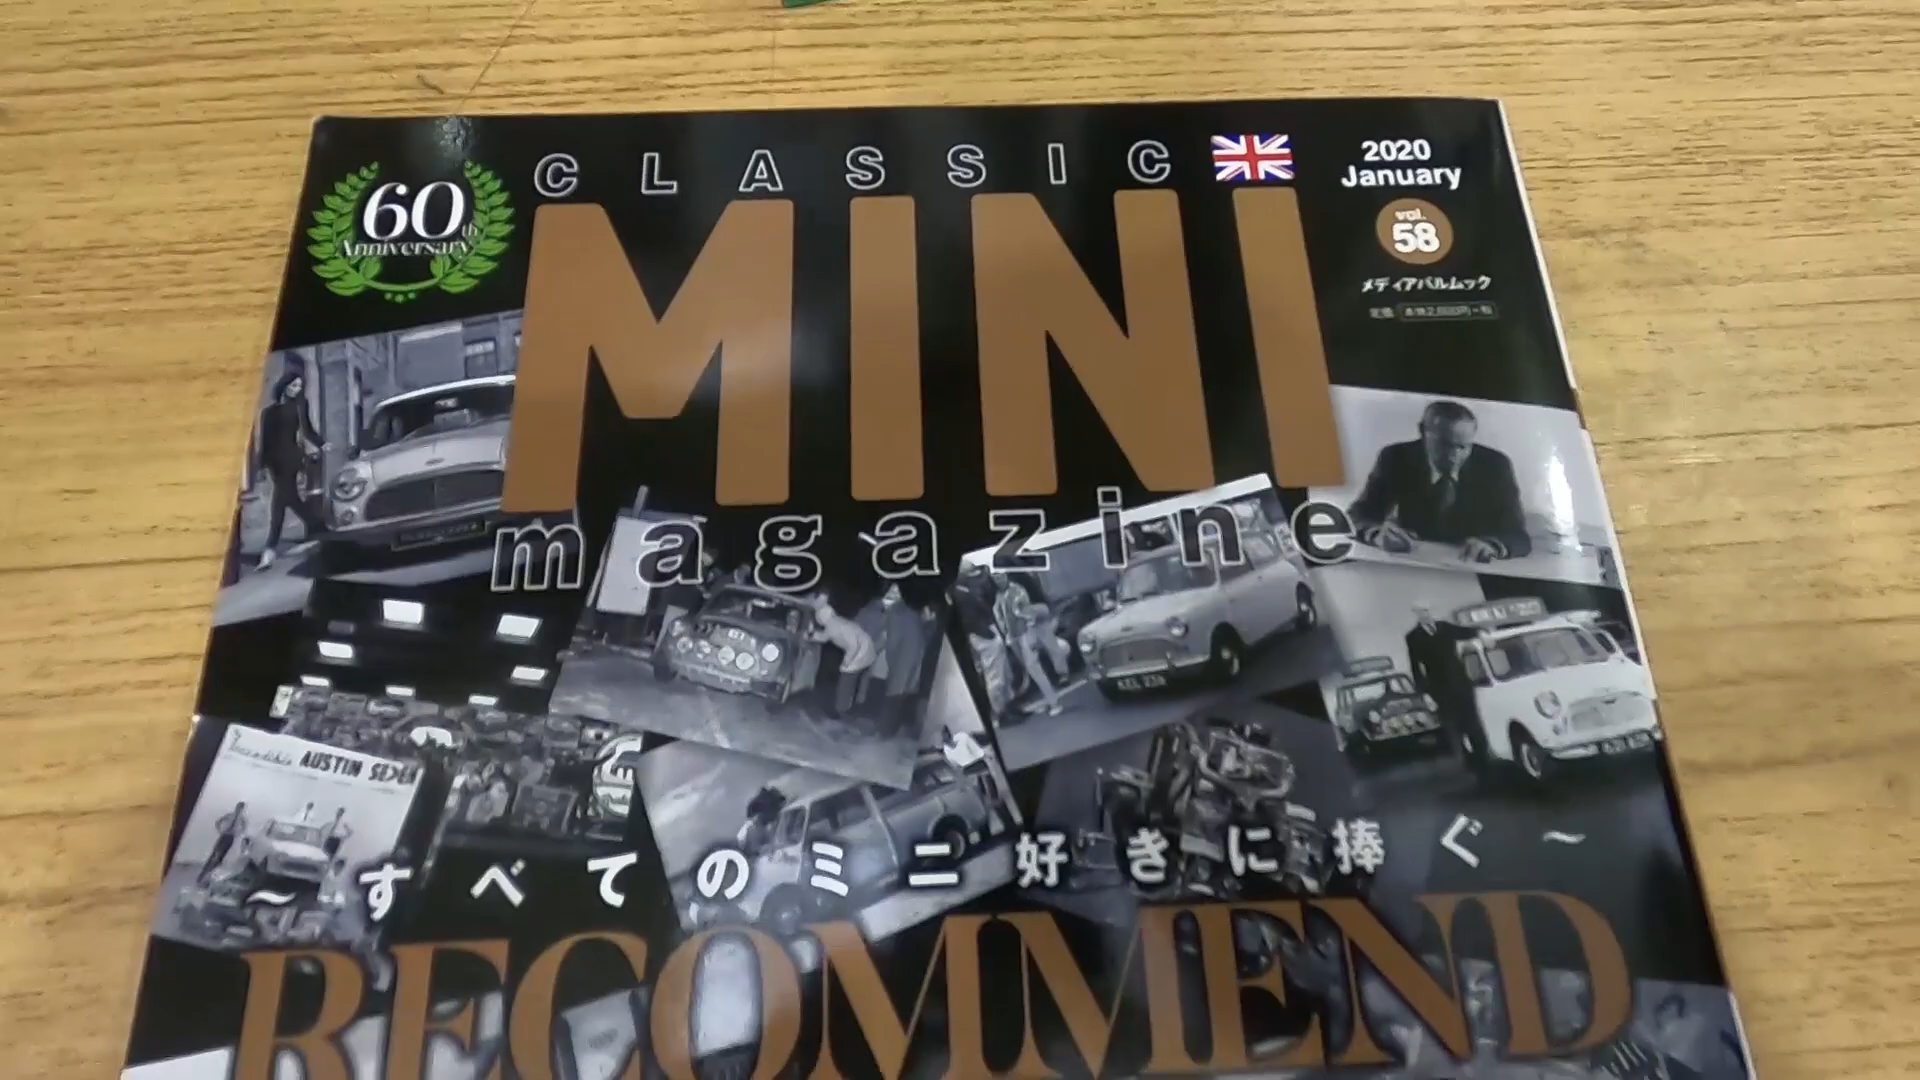 60th
Anniversary
CLASSIC
MINI
magazine
2020
January
vol.
58
メディアパルムック
AUSTIN SE7EN
～すべてのミニ好きに捧ぐ～
RECOMMEND